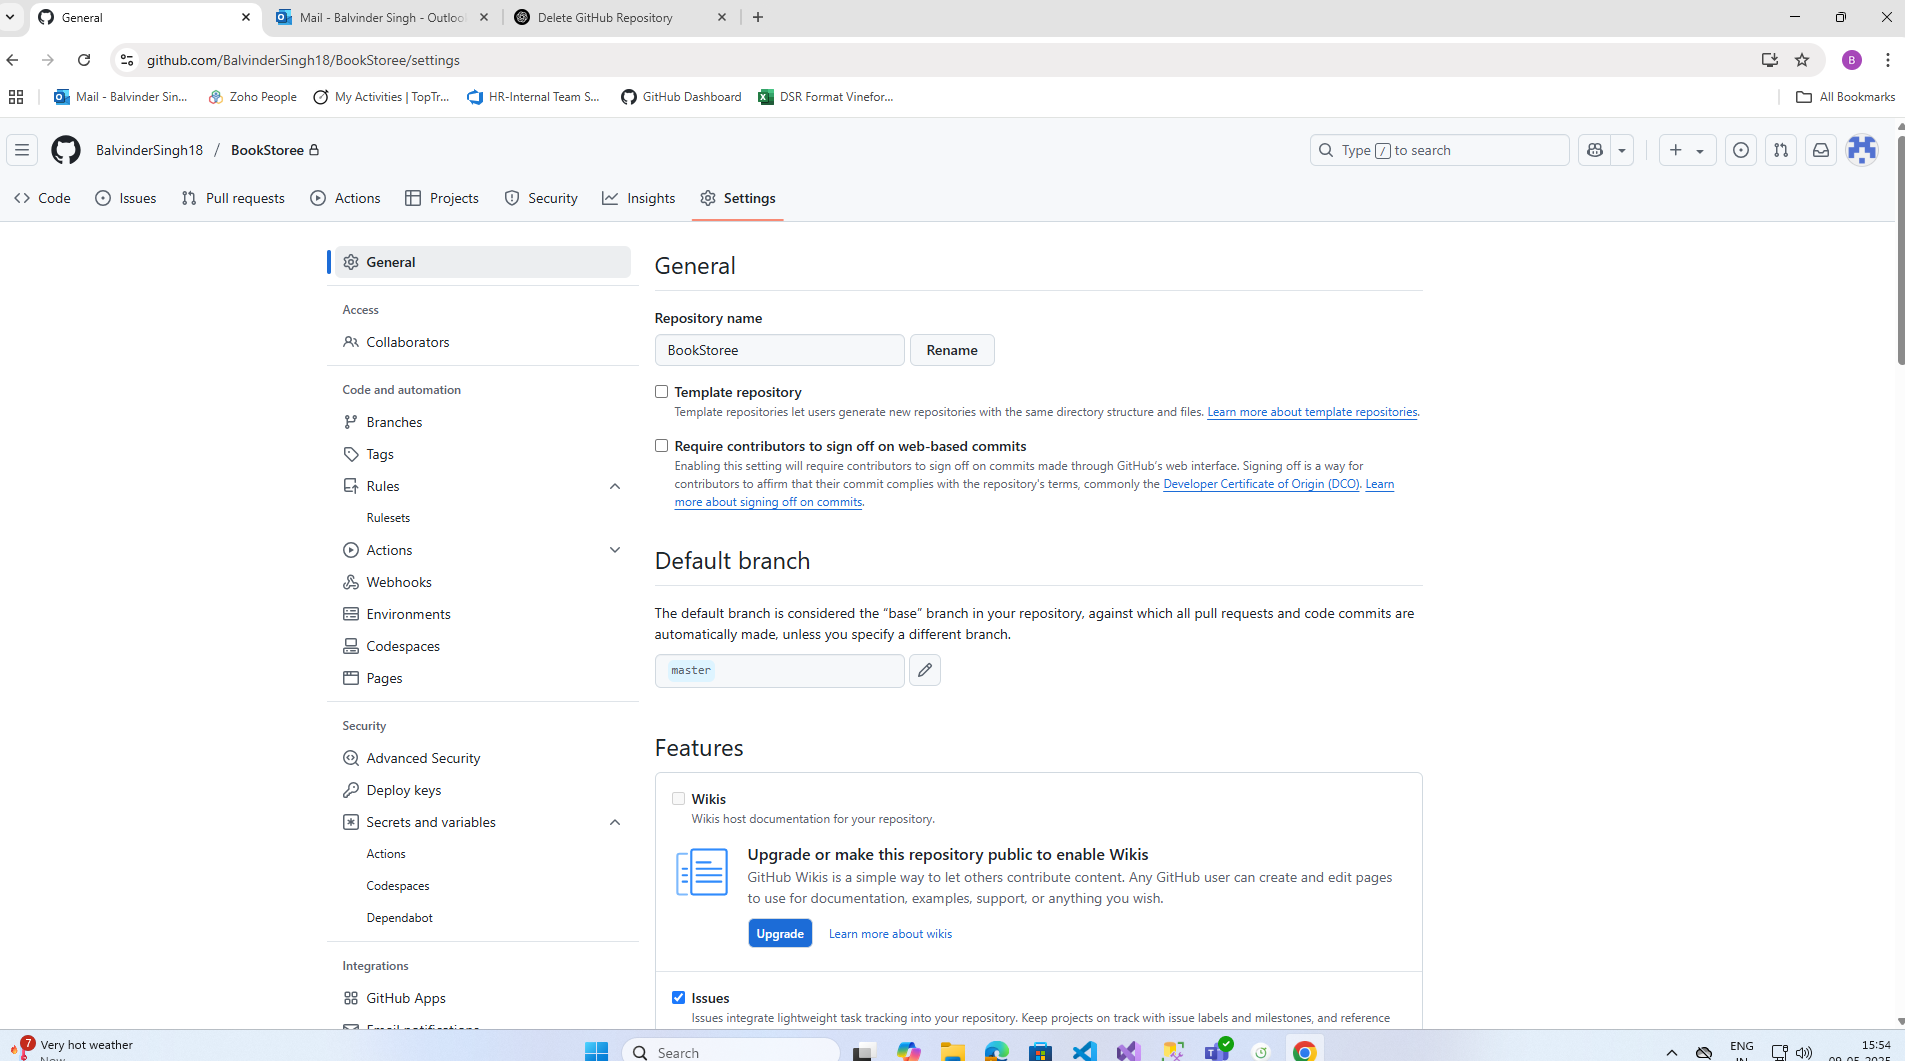 General
Mail - Balvinder Singh - Outloo
Delete GitHub Repository
github.com/BalvinderSingh18/BookStoree/settings
B
Mail - Balvinder Sin...
Zoho People
My Activities | TopTr...
HR-Internal Team S...
GitHub Dashboard
DSR Format Vinefor...
All Bookmarks
BalvinderSingh18 / BookStoree
Type / to search
Code
Issues
Pull requests
Actions
Projects
Security
Insights
Settings
General
Access
Collaborators
Code and automation
Branches
Tags
Rules
Rulesets
Actions
Webhooks
Environments
Codespaces
Pages
Security
Advanced Security
Deploy keys
Secrets and variables
Actions
Codespaces
Dependabot
Integrations
GitHub Apps
Email notifications
General
Repository name
BookStoree
Rename
Template repository
Template repositories let users generate new repositories with the same directory structure and files. Learn more about template repositories.
Require contributors to sign off on web-based commits
Enabling this setting will require contributors to sign off on commits made through GitHub's web interface. Signing off is a way for
contributors to affirm that their commit complies with the repository's terms, commonly the Developer Certificate of Origin (DCO). Learn
more about signing off on commits.
Default branch
The default branch is considered the “base” branch in your repository, against which all pull requests and code commits are
automatically made, unless you specify a different branch.
master
Features
Wikis
Wikis host documentation for your repository.
Upgrade or make this repository public to enable Wikis
GitHub Wikis is a simple way to let others contribute content. Any GitHub user can create and edit pages
to use for documentation, examples, support, or anything you wish.
Upgrade
Learn more about wikis
Issues
Issues integrate lightweight task tracking into your repository. Keep projects on track with issue labels and milestones, and reference
7
Very hot weather
Now
Search
ENG
IN
15:54
09-05-2025